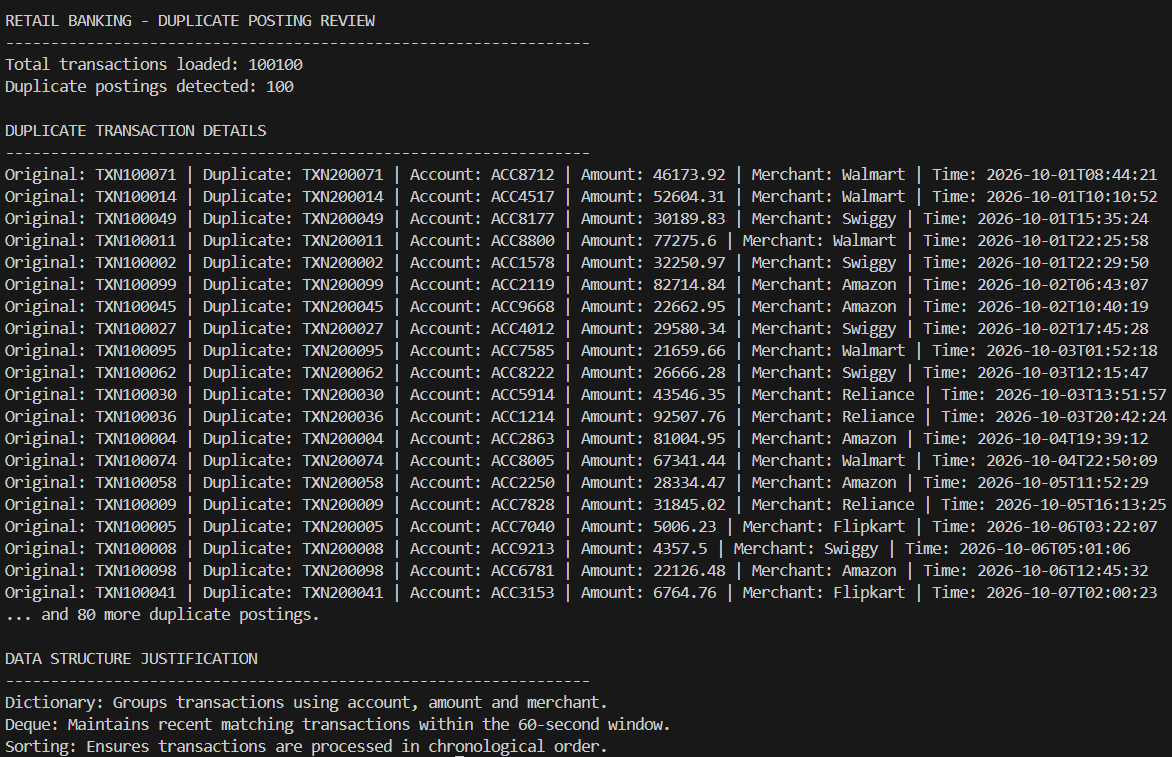 RETAIL BANKING - DUPLICATE POSTING REVIEW
-----------------------------------------------------------------
Total transactions loaded: 100100
Duplicate postings detected: 100
DUPLICATE TRANSACTION DETAILS
-----------------------------------------------------------------
Original: TXN100071 | Duplicate: TXN200071 | Account: ACC8712 | Amount: 46173.92 | Merchant: Walmart | Time: 2026-10-01T08:44:21
Original: TXN100014 | Duplicate: TXN200014 | Account: ACC4517 | Amount: 52604.31 | Merchant: Walmart | Time: 2026-10-01T10:10:52
Original: TXN100049 | Duplicate: TXN200049 | Account: ACC8177 | Amount: 30189.83 | Merchant: Swiggy | Time: 2026-10-01T15:35:24
Original: TXN100011 | Duplicate: TXN200011 | Account: ACC8800 | Amount: 77275.6 | Merchant: Walmart | Time: 2026-10-01T22:25:58
Original: TXN100002 | Duplicate: TXN200002 | Account: ACC1578 | Amount: 32250.97 | Merchant: Swiggy | Time: 2026-10-01T22:29:50
Original: TXN100099 | Duplicate: TXN200099 | Account: ACC2119 | Amount: 82714.84 | Merchant: Amazon | Time: 2026-10-02T06:43:07
Original: TXN100045 | Duplicate: TXN200045 | Account: ACC9668 | Amount: 22662.95 | Merchant: Amazon | Time: 2026-10-02T10:40:19
Original: TXN100027 | Duplicate: TXN200027 | Account: ACC4012 | Amount: 29580.34 | Merchant: Swiggy | Time: 2026-10-02T17:45:28
Original: TXN100095 | Duplicate: TXN200095 | Account: ACC7585 | Amount: 21659.66 | Merchant: Walmart | Time: 2026-10-03T01:52:18
Original: TXN100062 | Duplicate: TXN200062 | Account: ACC8222 | Amount: 26666.28 | Merchant: Swiggy | Time: 2026-10-03T12:15:47
Original: TXN100030 | Duplicate: TXN200030 | Account: ACC5914 | Amount: 43546.35 | Merchant: Reliance | Time: 2026-10-03T13:51:57
Original: TXN100036 | Duplicate: TXN200036 | Account: ACC1214 | Amount: 92507.76 | Merchant: Reliance | Time: 2026-10-03T20:42:24
Original: TXN100004 | Duplicate: TXN200004 | Account: ACC2863 | Amount: 81004.95 | Merchant: Amazon | Time: 2026-10-04T19:39:12
Original: TXN100074 | Duplicate: TXN200074 | Account: ACC8005 | Amount: 67341.44 | Merchant: Walmart | Time: 2026-10-04T22:50:09
Original: TXN100058 | Duplicate: TXN200058 | Account: ACC2250 | Amount: 28334.47 | Merchant: Amazon | Time: 2026-10-05T11:52:29
Original: TXN100009 | Duplicate: TXN200009 | Account: ACC7828 | Amount: 31845.02 | Merchant: Reliance | Time: 2026-10-05T16:13:25
Original: TXN100005 | Duplicate: TXN200005 | Account: ACC7040 | Amount: 5006.23 | Merchant: Flipkart | Time: 2026-10-06T03:22:07
Original: TXN100008 | Duplicate: TXN200008 | Account: ACC9213 | Amount: 4357.5 | Merchant: Swiggy | Time: 2026-10-06T05:01:06
Original: TXN100098 | Duplicate: TXN200098 | Account: ACC6781 | Amount: 22126.48 | Merchant: Amazon | Time: 2026-10-06T12:45:32
Original: TXN100041 | Duplicate: TXN200041 | Account: ACC3153 | Amount: 6764.76 | Merchant: Flipkart | Time: 2026-10-07T02:00:23
... and 80 more duplicate postings.
DATA STRUCTURE JUSTIFICATION
-----------------------------------------------------------------
Dictionary: Groups transactions using account, amount and merchant.
Deque: Maintains recent matching transactions within the 60-second window.
Sorting: Ensures transactions are processed in chronological order.